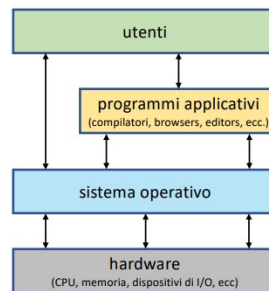 utenti
programmi applicativi
(compilatori, browsers, editors, ecc.)
sistema operativo
hardware
(CPU, memoria, dispositivi di I/O, ecc)